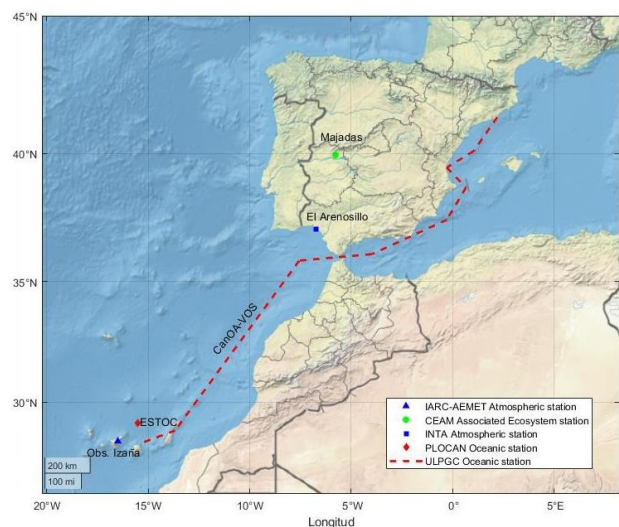 45°N
Majadas
40°N
El Arenosillo
35°N
CanOA-VOS
30°N
ESTOC
Obs. Izaña
IARC-AEMET Atmospheric station
CEAM Associated Ecosystem station
INTA Atmospheric station
PLOCAN Oceanic station
ULPGC Oceanic station
200 km
100 mi
20°W
15°W
10°W
5°W
0°
5°E
Longitud